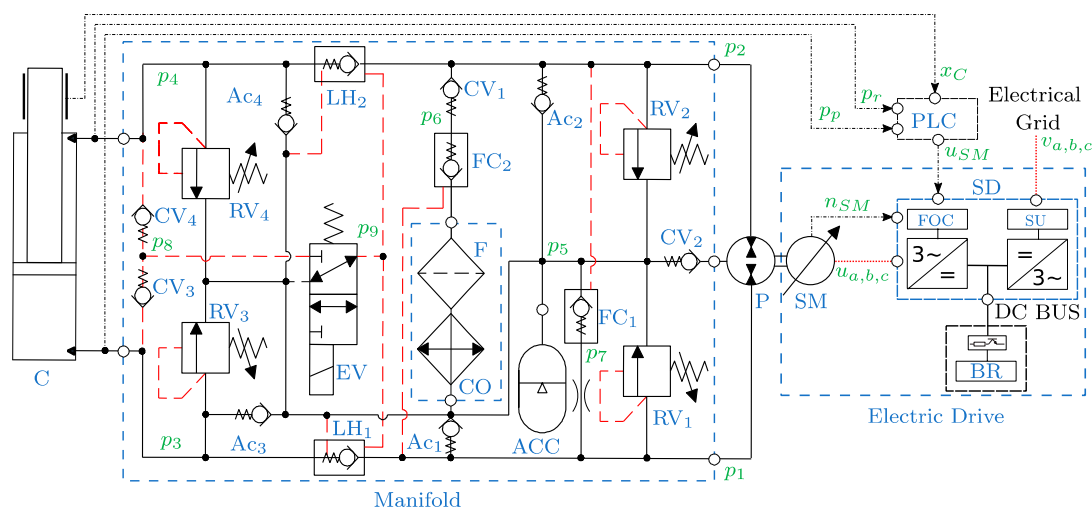 p2
p4
LH2
Ac4
CV1
p6
Ac2
RV2
xC
pr
pp
PLC
Electrical
Grid
va,b,c
uSM
FC2
RV4
CV4
p8
p9
F
p5
CV2
SD
FOC
SU
nSM
3~
=
=
3~
ua,b,c
P
SM
DC BUS
CV3
RV3
FC1
p7
EV
CO
BR
C
Ac3
LH1
Ac1
ACC
RV1
p3
p1
Electric Drive
Manifold